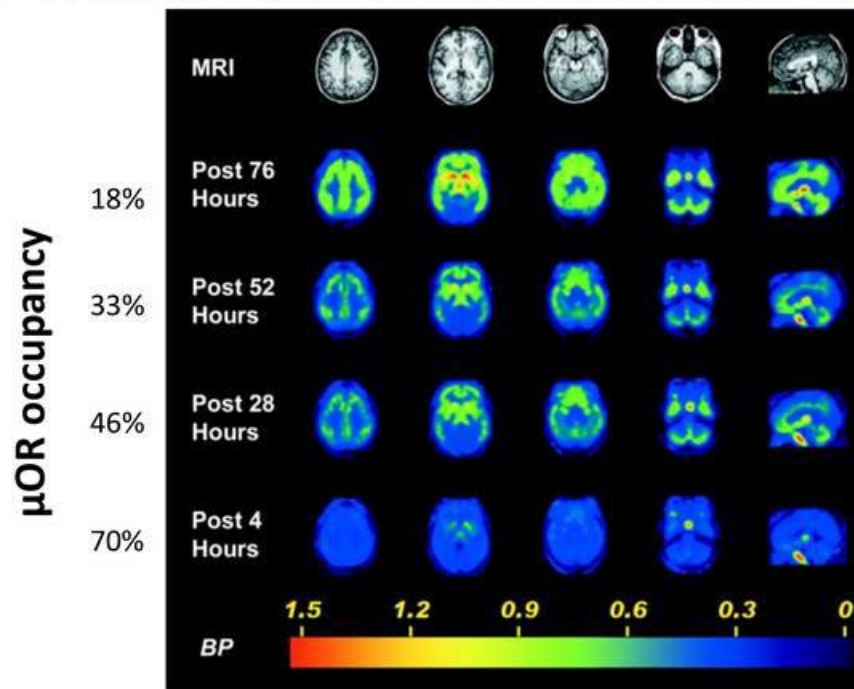 MRI
Post 76
Hours
18%
Post 52
Hours
33%
Post 28
Hours
46%
Post 4
Hours
70%
µOR occupancy
1.5 1.2 0.9 0.6 0.3 0
BP